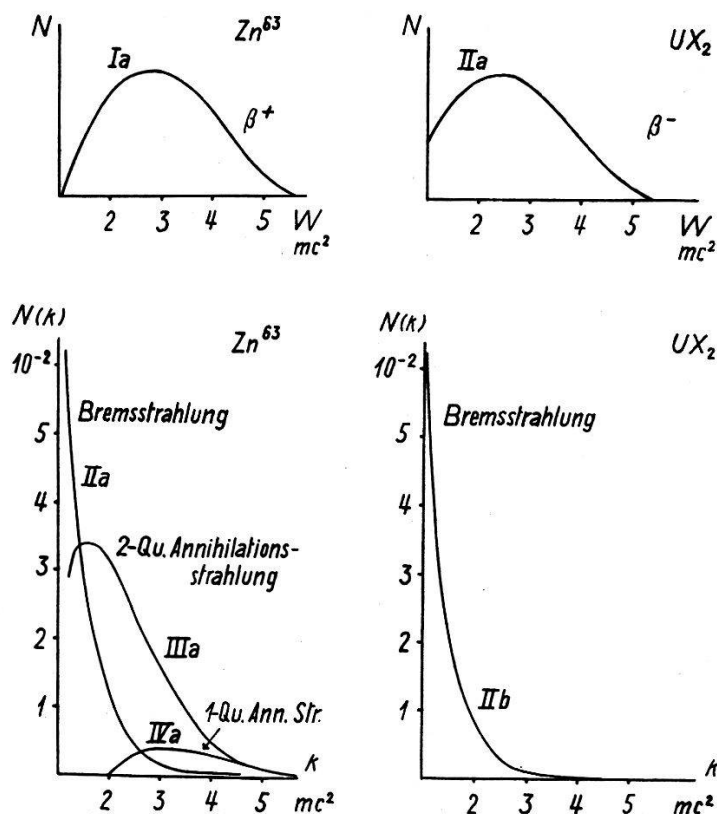 N
Zn⁶³
Ia
β⁺
2 3 4 5 W
mc²
N
UX₂
IIa
β⁻
2 3 4 5 W
mc²
N(k)
Zn⁶³
10⁻²
Bremsstrahlung
5
IIa
4
2-Qu. Annihilations-
strahlung
3
2
IIIa
1
1-Qu. Ann. Str.
IVa
k
2 3 4 5 mc²
N(k)
UX₂
10⁻²
Bremsstrahlung
5
4
3
2
1
IIb
k
2 3 4 5 mc²